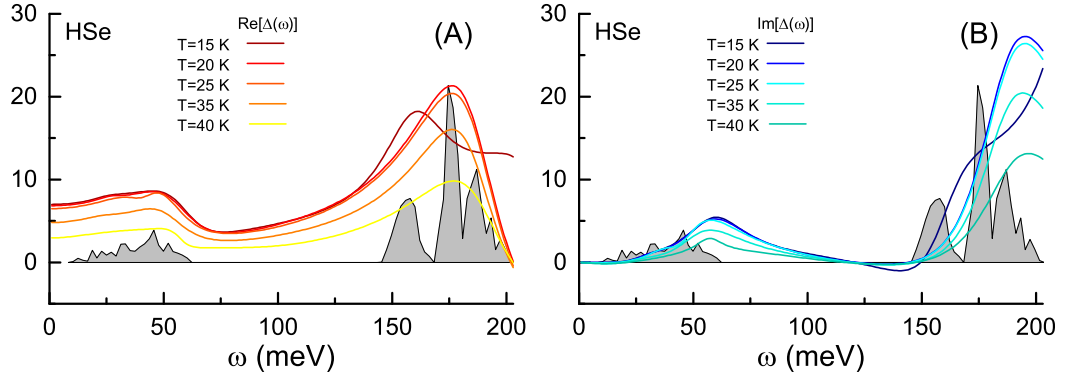 30
20
10
0
HSe
Re[Δ(ω)]
T=15 K
T=20 K
T=25 K
T=35 K
T=40 K
(A)
0
50
100
150
200
ω (meV)
30
20
10
0
HSe
Im[Δ(ω)]
T=15 K
T=20 K
T=25 K
T=35 K
T=40 K
(B)
0
50
100
150
200
ω (meV)